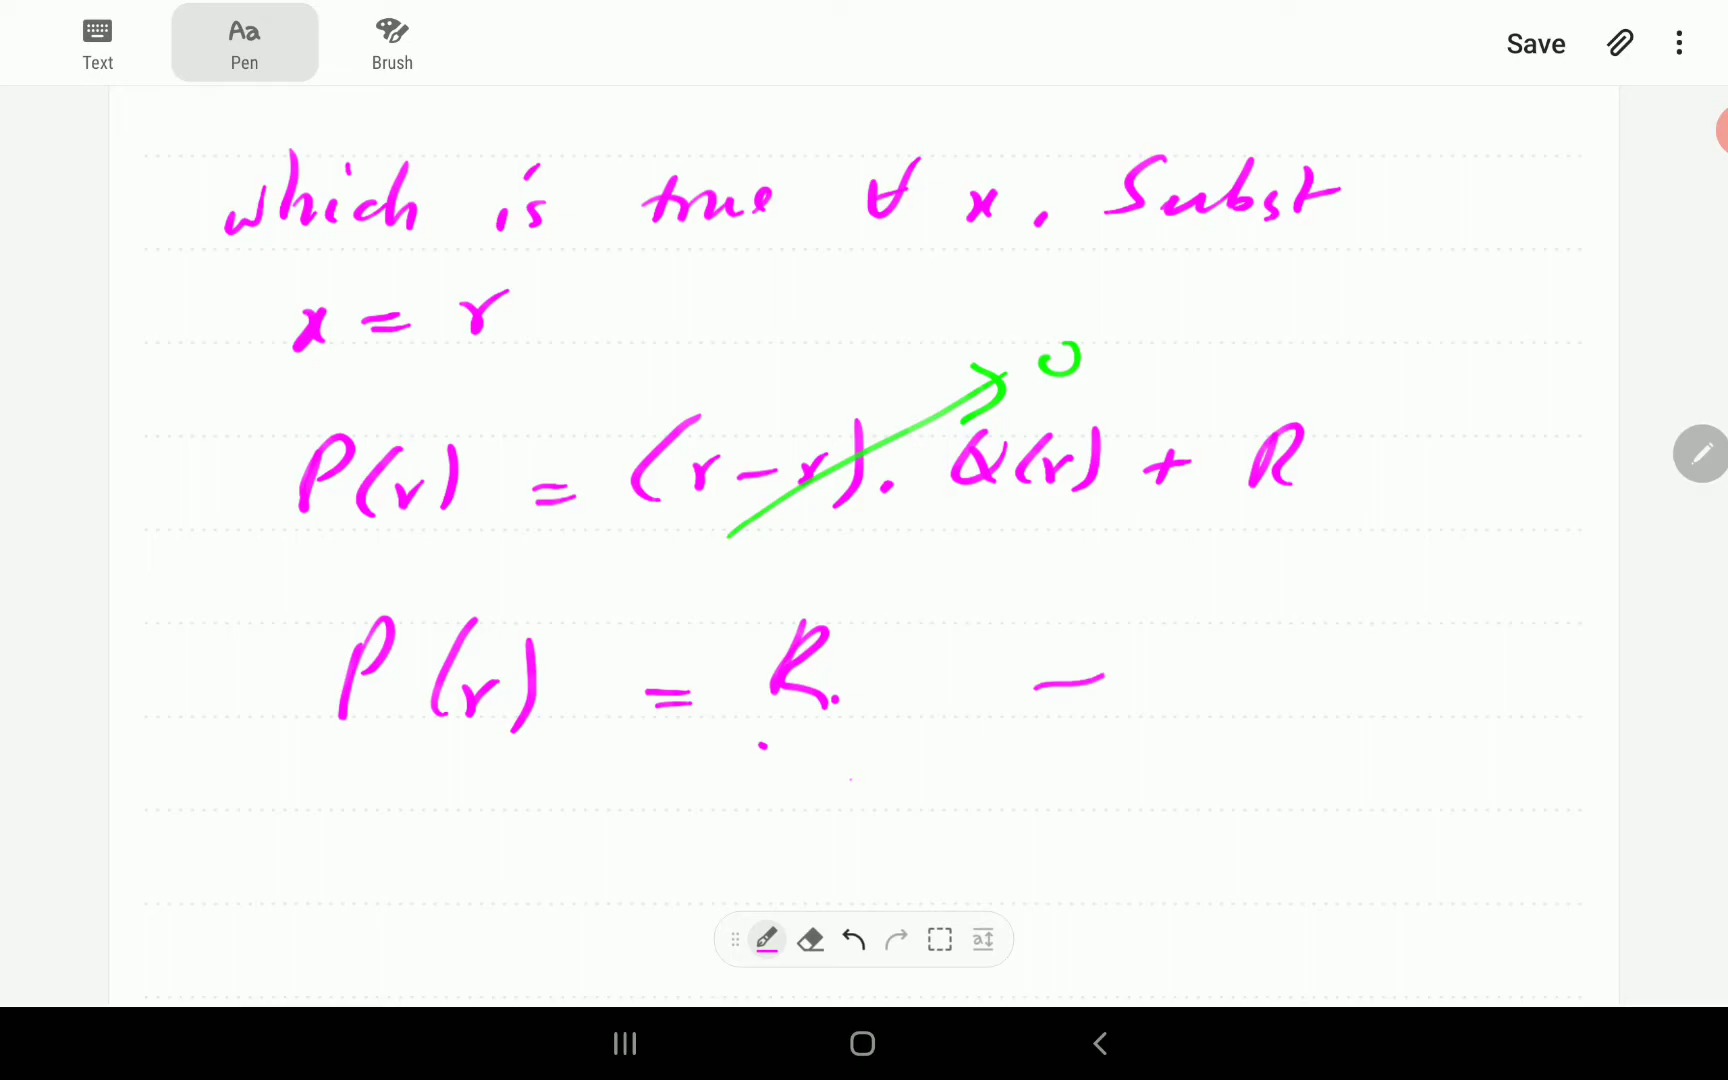 Text Pen Brush Save
which is true ∀ x. Subst
x = r
0
P(r) = (r-r). Q(r) + R
P(r) = R. —